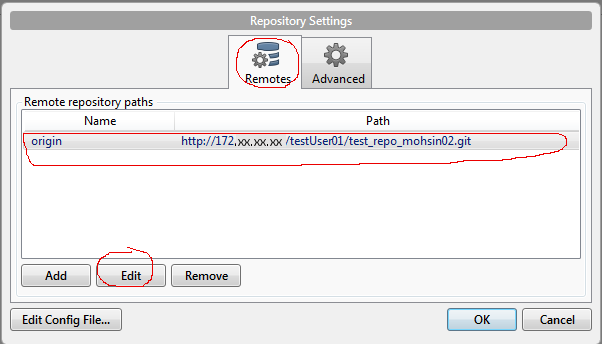 Repository Settings
Remotes
Advanced
Remote repository paths
Name
Path
origin
http://172.xx.xx.xx /testUser01/test_repo_mohsin02.git
Add
Edit
Remove
Edit Config File...
OK
Cancel